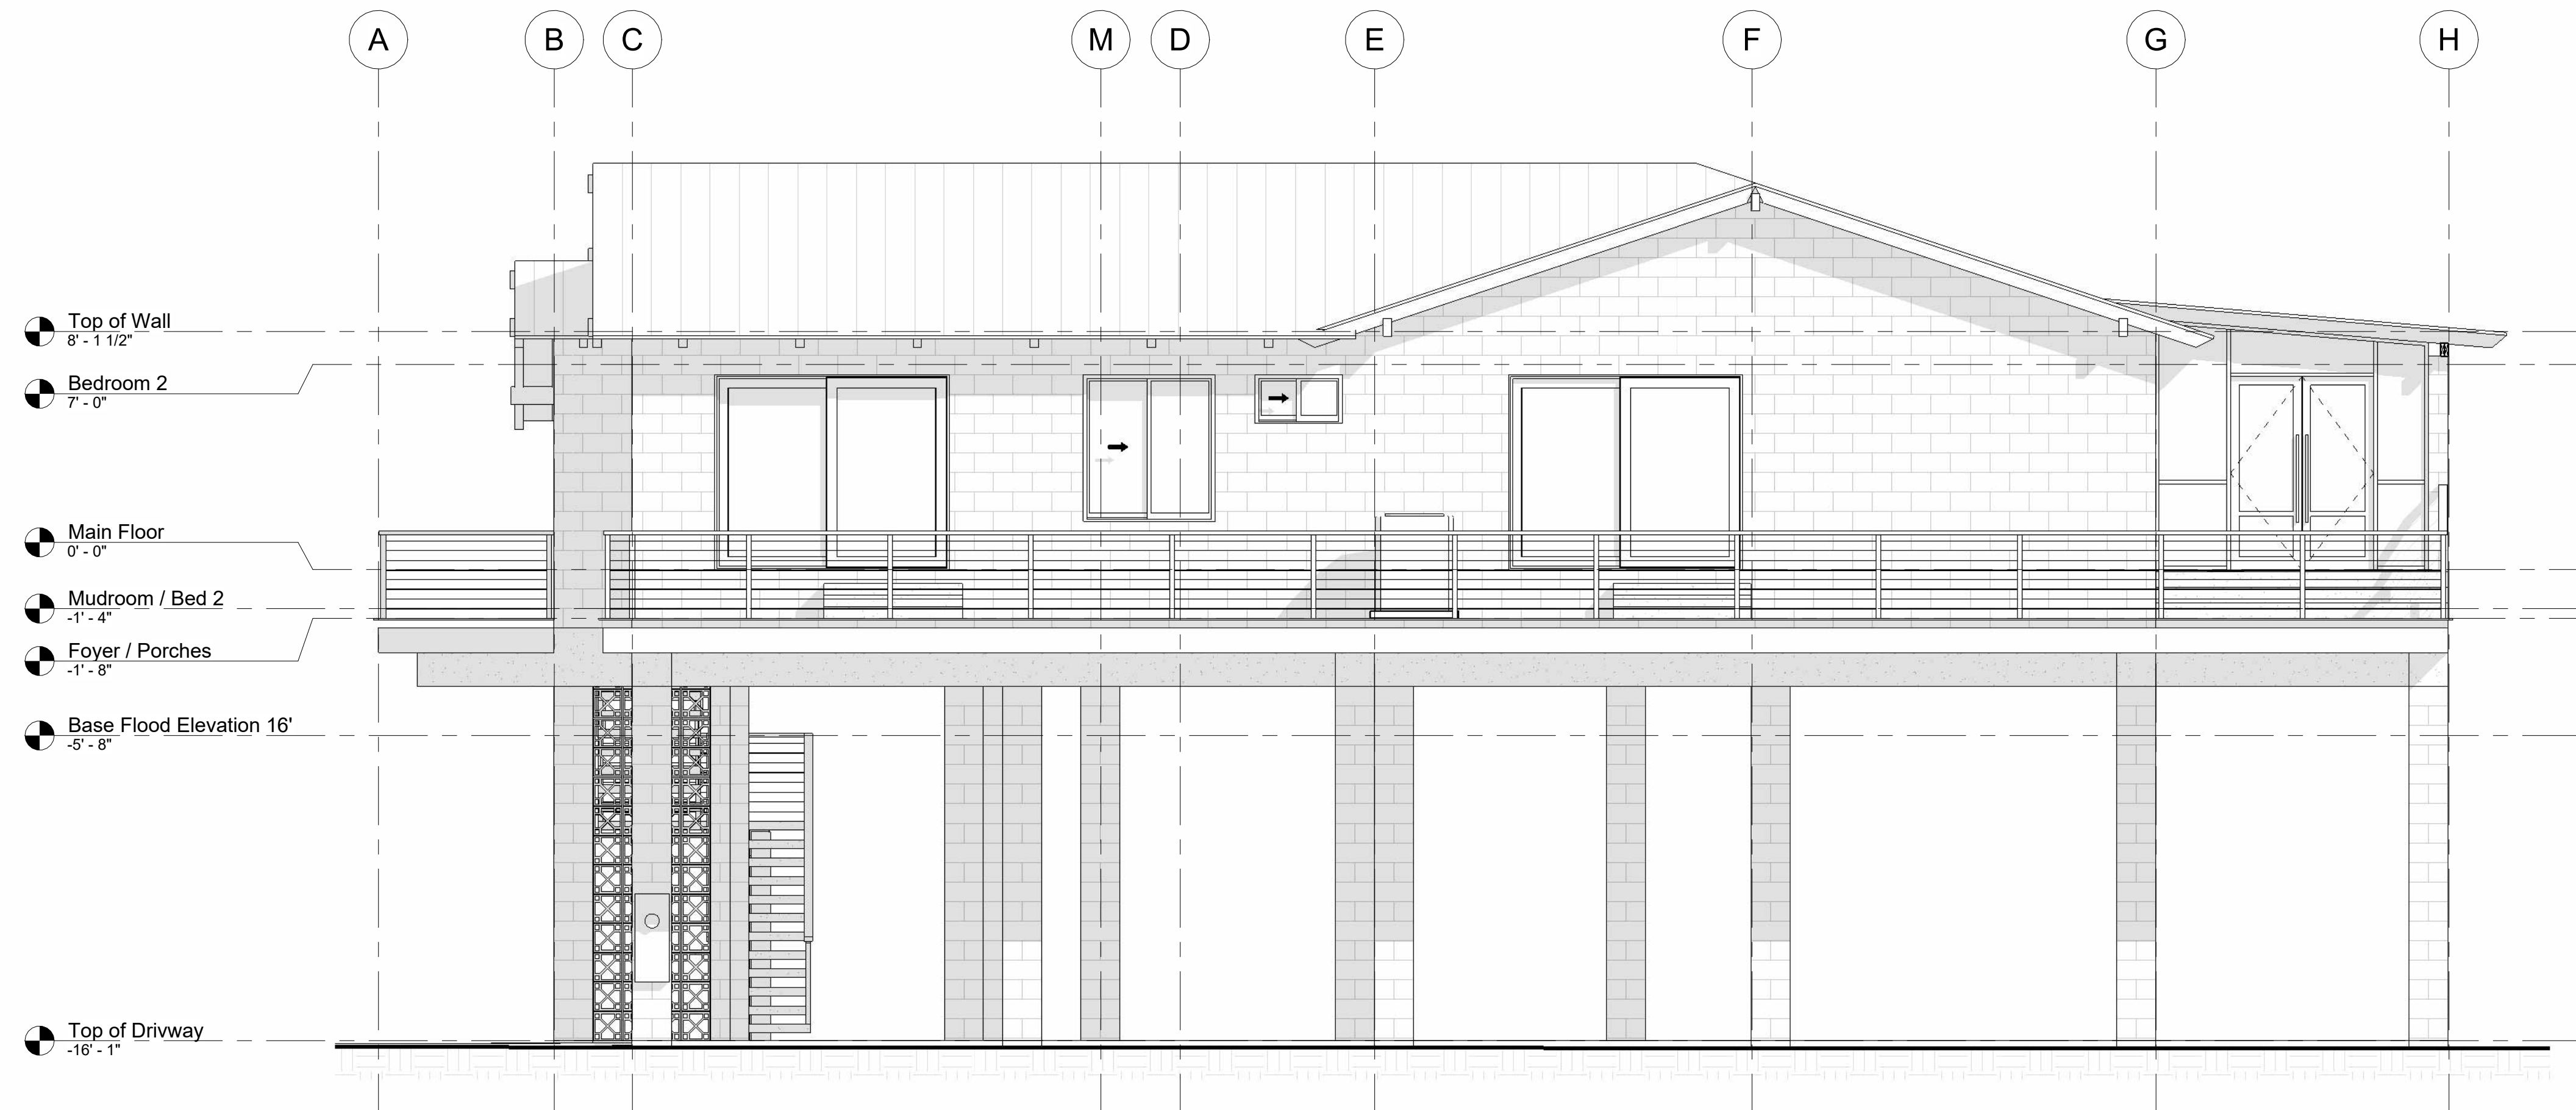 A
B
C
M
D
E
F
G
H
Top of Wall
8' - 1 1/2"
Bedroom 2
7' - 0"
Main Floor
0' - 0"
Mudroom / Bed 2
-1' - 4"
Foyer / Porches
-1' - 8"
Base Flood Elevation 16'
-5' - 8"
Top of Drivway
-16' - 1"